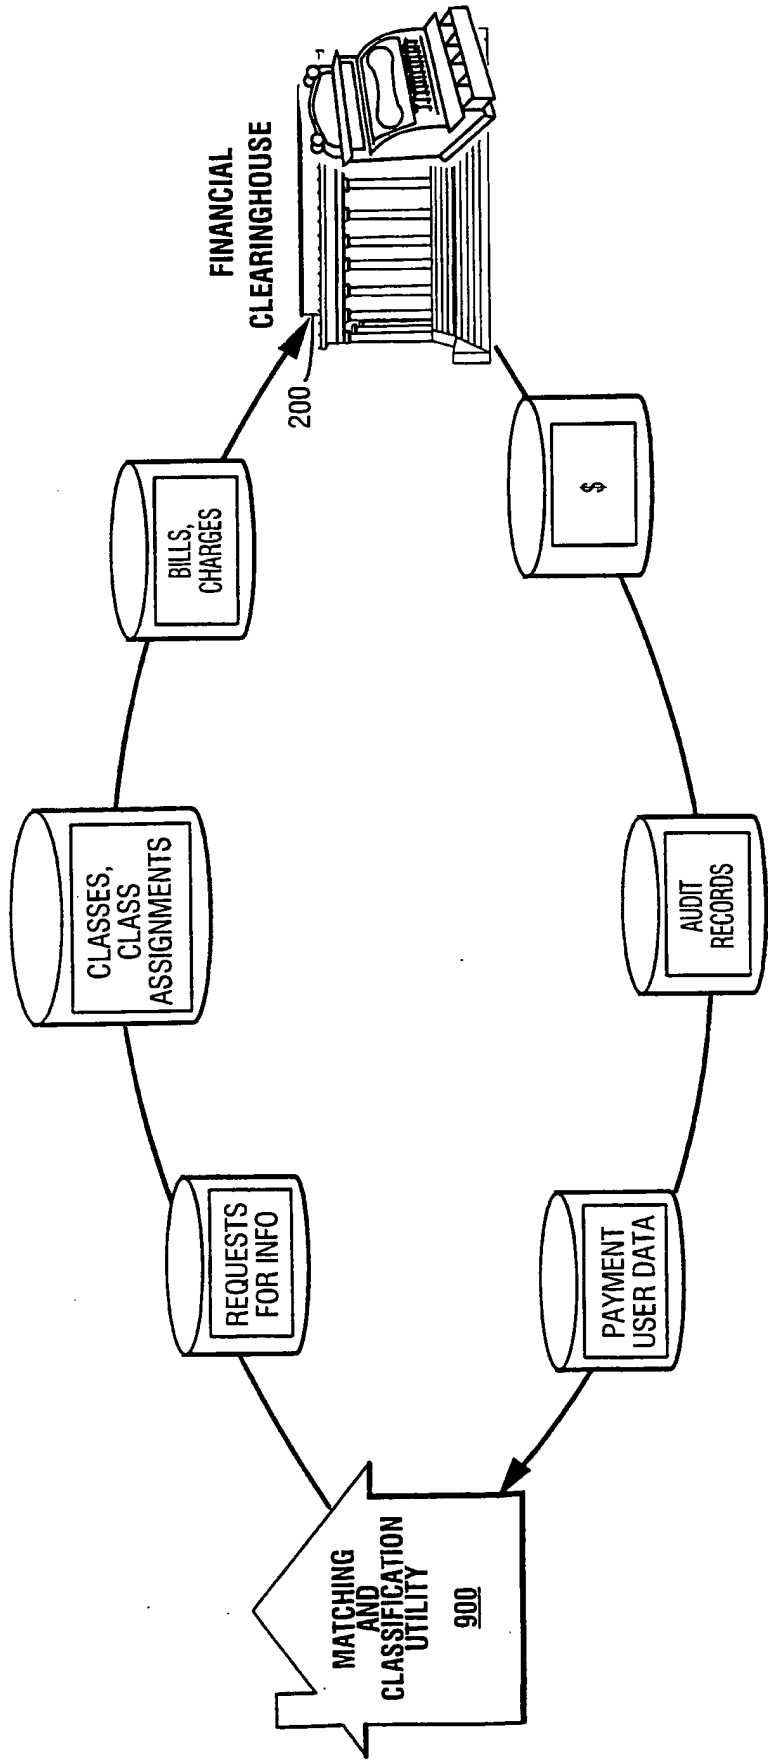 FINANCIAL
CLEARINGHOUSE
200
BILLS,
CHARGES
CLASSES,
CLASS
ASSIGNMENTS
REQUESTS
FOR INFO
MATCHING
AND
CLASSIFICATION
UTILITY
900
$
AUDIT
RECORDS
PAYMENT
USER DATA